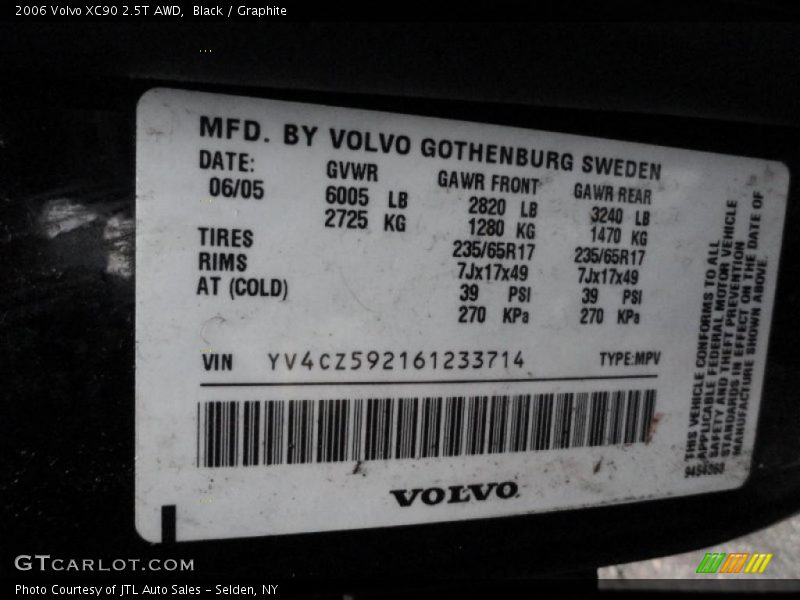 2006 Volvo XC90 2.5T AWD, Black / Graphite
MFD. BY VOLVO GOTHENBURG SWEDEN
DATE: GVWR GAWR FRONT GAWR REAR
06/05 6005 LB 2820 LB 3240 LB
2725 KG 1280 KG 1470 KG
TIRES 235/65R17 235/65R17
RIMS 7Jx17x49 7Jx17x49
AT (COLD) 39 PSI 39 PSI
270 KPa 270 KPa
VIN YV4CZ592161233714 TYPE:MPV
VOLVO
THIS VEHICLE CONFORMS TO ALL
APPLICABLE FEDERAL MOTOR VEHICLE
SAFETY AND THEFT PREVENTION
STANDARDS IN EFFECT ON THE DATE OF
MANUFACTURE SHOWN ABOVE.
GTCARLOT.COM
Photo Courtesy of JTL Auto Sales - Selden, NY